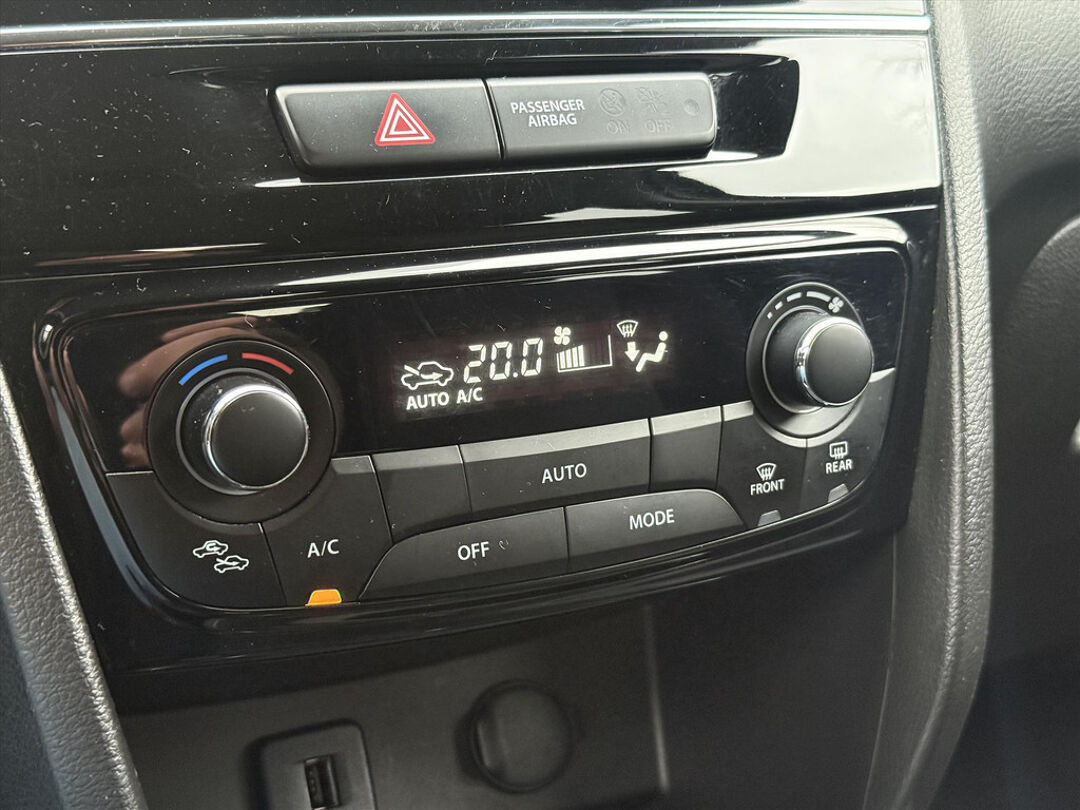 PASSENGER
AIRBAG
ON OFF
20.0
AUTO A/C
AUTO
FRONT
REAR
A/C
OFF
MODE